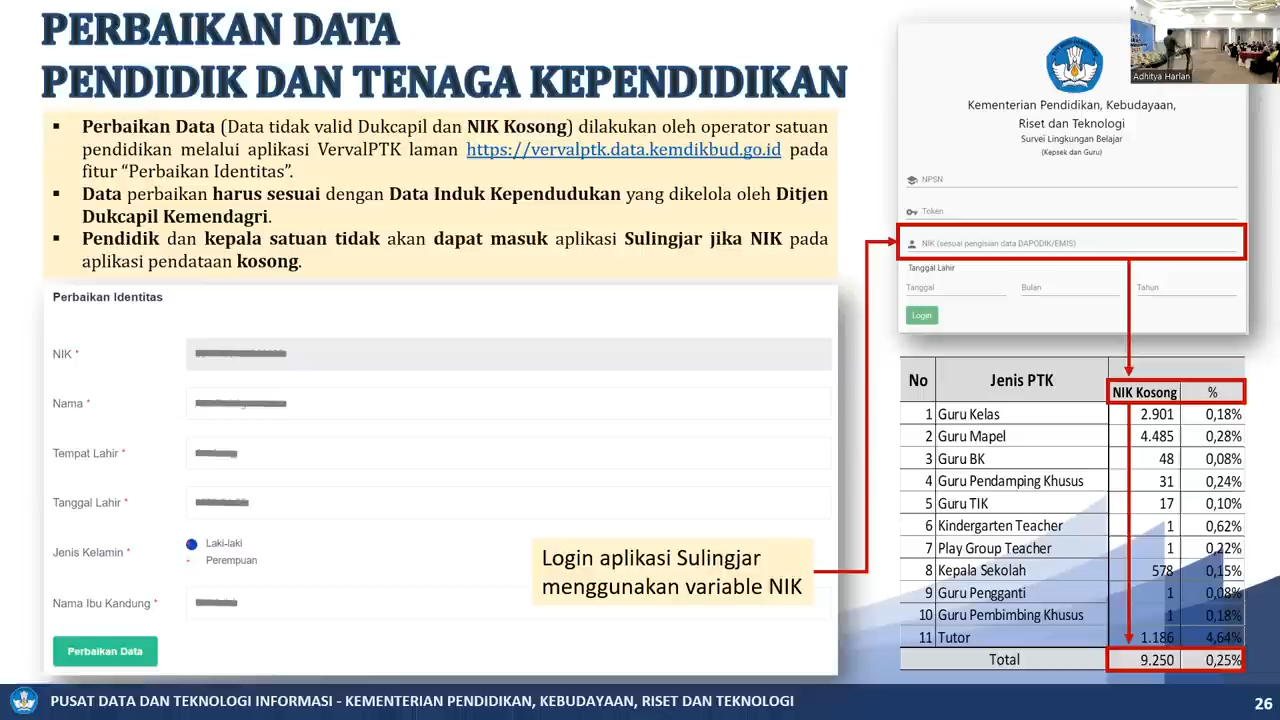 PERBAIKAN DATA
PENDIDIK DAN TENAGA KEPENDIDIKAN
▪ Perbaikan Data (Data tidak valid Dukcapil dan NIK Kosong) dilakukan oleh operator satuan
pendidikan melalui aplikasi VervalPTK laman https://vervalptk.data.kemdikbud.go.id pada
fitur “Perbaikan Identitas”.
▪ Data perbaikan harus sesuai dengan Data Induk Kependudukan yang dikelola oleh Ditjen
Dukcapil Kemendagri.
▪ Pendidik dan kepala satuan tidak akan dapat masuk aplikasi Sulingjar jika NIK pada
aplikasi pendataan kosong.
Perbaikan Identitas
NIK *
Nama *
Tempat Lahir *
Tanggal Lahir *
Jenis Kelamin *
Laki-laki
Perempuan
Nama Ibu Kandung *
Perbaikan Data
Login aplikasi Sulingjar
menggunakan variable NIK
Adhitya Harlan
Kementerian Pendidikan, Kebudayaan,
Riset dan Teknologi
Survei Lingkungan Belajar
(Kepsek dan Guru)
NPSN
Token
NIK (sesuai pengisian data DAPODIK/EMIS)
Tanggal Lahir
Tanggal Bulan Tahun
Login
No Jenis PTK NIK Kosong %
1 Guru Kelas 2.901 0,18%
2 Guru Mapel 4.485 0,28%
3 Guru BK 48 0,08%
4 Guru Pendamping Khusus 31 0,24%
5 Guru TIK 17 0,10%
6 Kindergarten Teacher 1 0,62%
7 Play Group Teacher 1 0,22%
8 Kepala Sekolah 578 0,15%
9 Guru Pengganti 1 0,08%
10 Guru Pembimbing Khusus 1 0,18%
11 Tutor 1.186 4,64%
Total 9.250 0,25%
PUSAT DATA DAN TEKNOLOGI INFORMASI - KEMENTERIAN PENDIDIKAN, KEBUDAYAAN, RISET DAN TEKNOLOGI
26